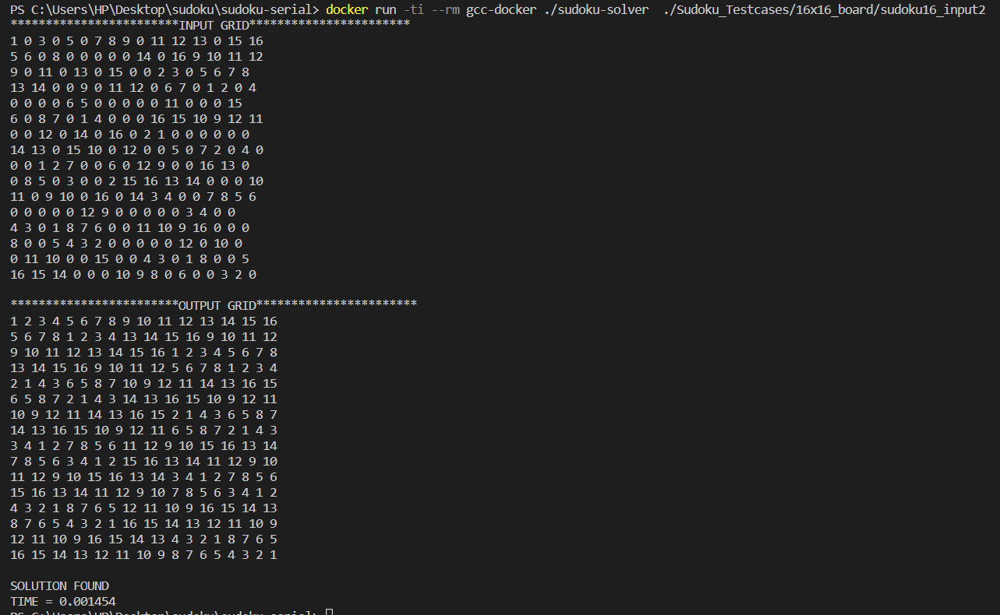 PS C:\Users\HP\Desktop\sudoku\sudoku-serial> docker run -ti --rm gcc-docker ./sudoku-solver  ./Sudoku_Testcases/16x16_board/sudoku16_input2
************************INPUT GRID***********************
1 0 3 0 5 0 7 8 9 0 11 12 13 0 15 16
5 6 0 8 0 0 0 0 0 14 0 16 9 10 11 12
9 0 11 0 13 0 15 0 0 2 3 0 5 6 7 8
13 14 0 0 9 0 11 12 0 6 7 0 1 2 0 4
0 0 0 0 6 5 0 0 0 0 0 11 0 0 0 15
6 0 8 7 0 1 4 0 0 0 16 15 10 9 12 11
0 0 12 0 14 0 16 0 2 1 0 0 0 0 0 0
14 13 0 15 10 0 12 0 0 5 0 7 2 0 4 0
0 0 1 2 7 0 0 6 0 12 9 0 0 16 13 0
0 8 5 0 3 0 0 2 15 16 13 14 0 0 0 10
11 0 9 10 0 16 0 14 3 4 0 0 7 8 5 6
0 0 0 0 0 12 9 0 0 0 0 0 3 4 0 0
4 3 0 1 8 7 6 0 0 11 10 9 16 0 0 0
8 0 0 5 4 3 2 0 0 0 0 0 12 0 10 0
0 11 10 0 0 15 0 0 4 3 0 1 8 0 0 5
16 15 14 0 0 0 10 9 8 0 6 0 0 3 2 0
************************OUTPUT GRID***********************
1 2 3 4 5 6 7 8 9 10 11 12 13 14 15 16
5 6 7 8 1 2 3 4 13 14 15 16 9 10 11 12
9 10 11 12 13 14 15 16 1 2 3 4 5 6 7 8
13 14 15 16 9 10 11 12 5 6 7 8 1 2 3 4
2 1 4 3 6 5 8 7 10 9 12 11 14 13 16 15
6 5 8 7 2 1 4 3 14 13 16 15 10 9 12 11
10 9 12 11 14 13 16 15 2 1 4 3 6 5 8 7
14 13 16 15 10 9 12 11 6 5 8 7 2 1 4 3
3 4 1 2 7 8 5 6 11 12 9 10 15 16 13 14
7 8 5 6 3 4 1 2 15 16 13 14 11 12 9 10
11 12 9 10 15 16 13 14 3 4 1 2 7 8 5 6
15 16 13 14 11 12 9 10 7 8 5 6 3 4 1 2
4 3 2 1 8 7 6 5 12 11 10 9 16 15 14 13
8 7 6 5 4 3 2 1 16 15 14 13 12 11 10 9
12 11 10 9 16 15 14 13 4 3 2 1 8 7 6 5
16 15 14 13 12 11 10 9 8 7 6 5 4 3 2 1
SOLUTION FOUND
TIME = 0.001454
PS C:\Users\HP\Desktop\sudoku\sudoku-serial>